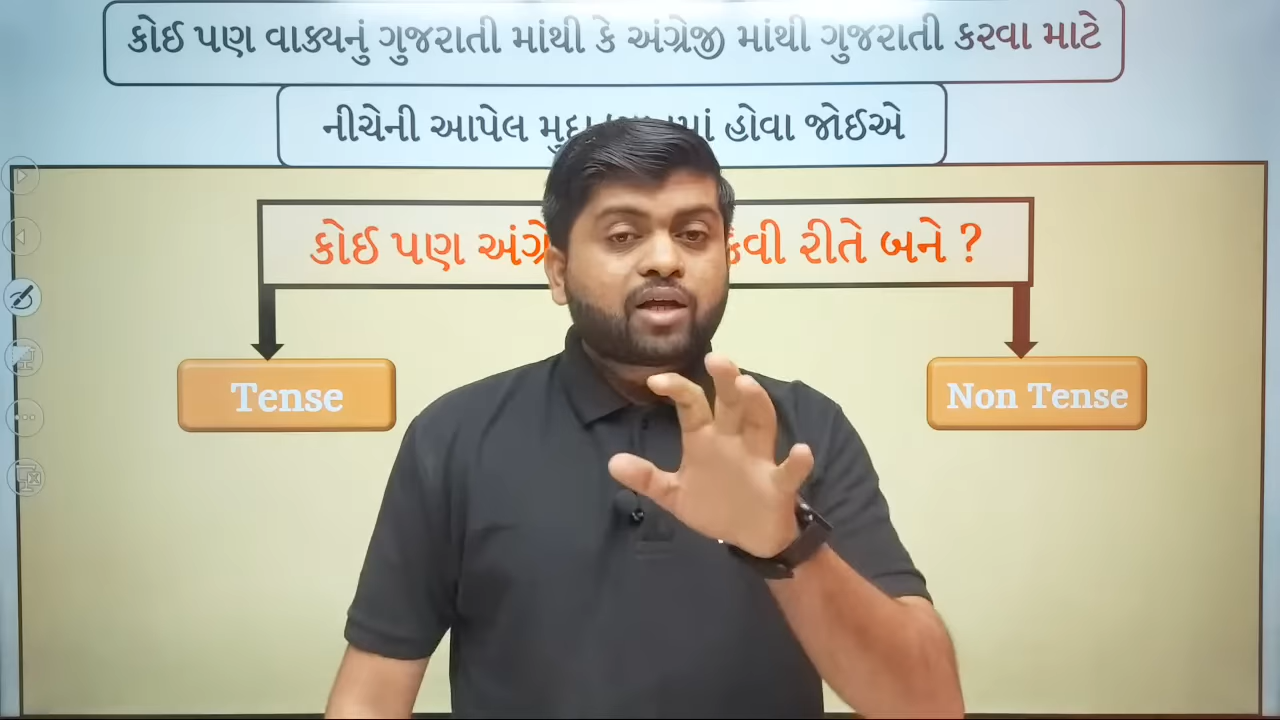 કોઈ પણ વાક્યનું ગુજરાતી માંથી કે અંગ્રેજી માંથી ગુજરાતી કરવા માટે
નીચેની આપેલ મુદ્દા હોવા જોઈએ
કોઈ પણ રીતે બને ?
Tense
Non Tense